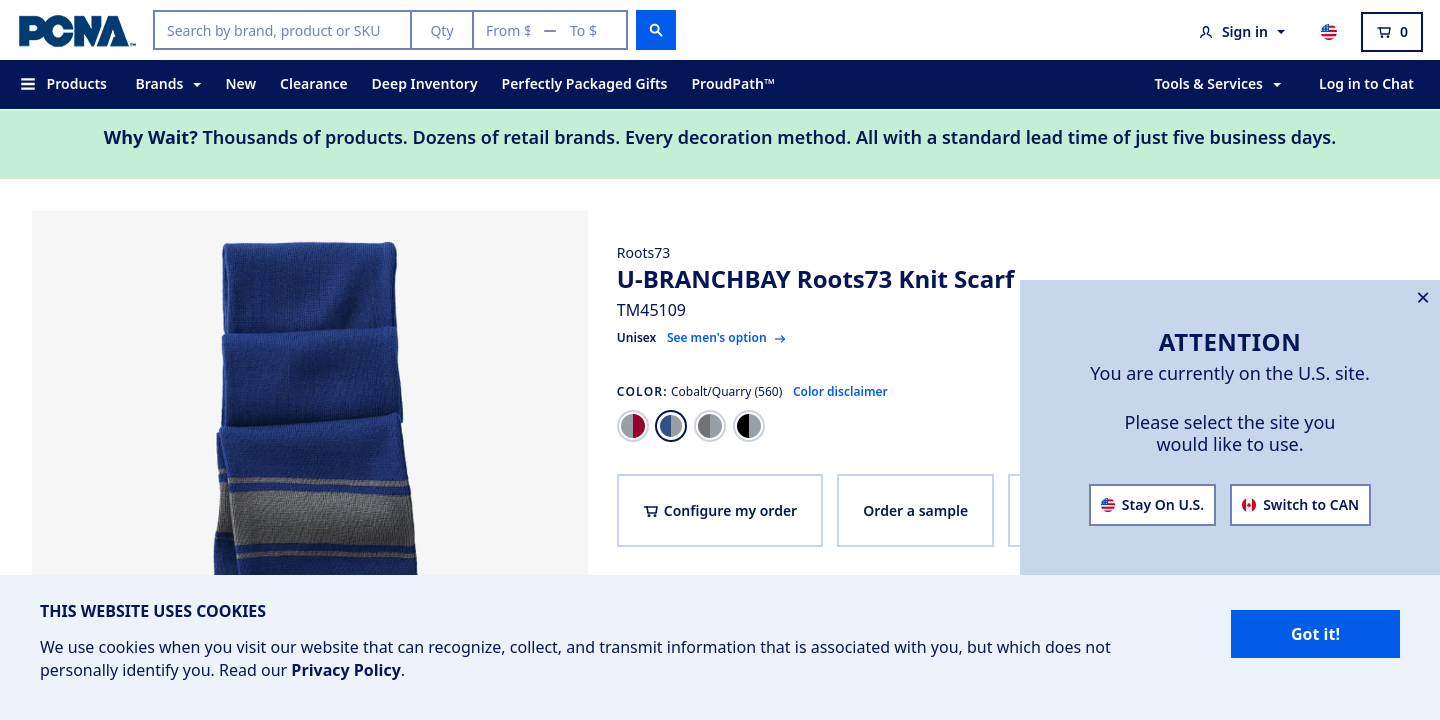 PCNA™
Search by brand, product or SKU
Qty
From $ — To $
Sign in
0
Products
Brands
New
Clearance
Deep Inventory
Perfectly Packaged Gifts
ProudPath™
Tools & Services
Log in to Chat
Why Wait? Thousands of products. Dozens of retail brands. Every decoration method. All with a standard lead time of just five business days.
Roots73
U-BRANCHBAY Roots73 Knit Scarf
TM45109
Unisex See men's option →
COLOR: Cobalt/Quarry (560) Color disclaimer
Configure my order
Order a sample
ATTENTION
You are currently on the U.S. site.
Please select the site you
would like to use.
Stay On U.S.
Switch to CAN
THIS WEBSITE USES COOKIES
We use cookies when you visit our website that can recognize, collect, and transmit information that is associated with you, but which does not
personally identify you. Read our Privacy Policy.
Got it!